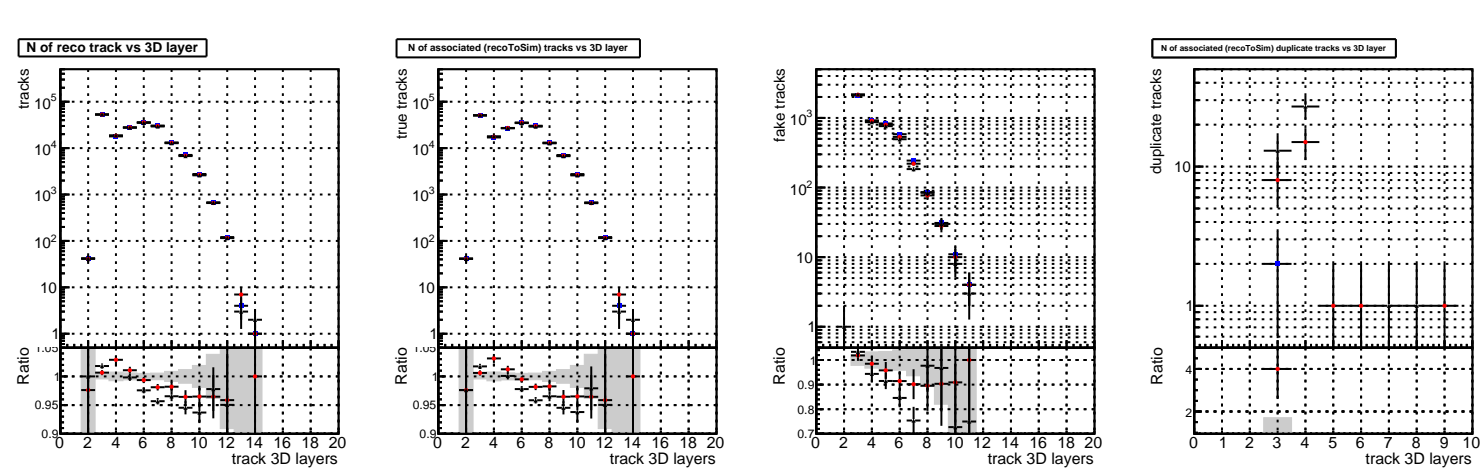 N of reco track vs 3D layer
tracks
10^5
10^4
10^3
10^2
10
1
Ratio
1.05
1
0.95
0.9
0 2 4 6 8 10 12 14 16 18 20
track 3D layers
N of associated (recoToSim) tracks vs 3D layer
true tracks
10^5
10^4
10^3
10^2
10
1
Ratio
1.05
1
0.95
0.9
0 2 4 6 8 10 12 14 16 18 20
track 3D layers
fake tracks
10^3
10^2
10
1
Ratio
1
0.9
0.8
0.7
0 2 4 6 8 10 12 14 16 18 20
track 3D layers
N of associated (recoToSim) duplicate tracks vs 3D layer
duplicate tracks
10
1
Ratio
4
2
0 1 2 3 4 5 6 7 8 9 10
track 3D layers